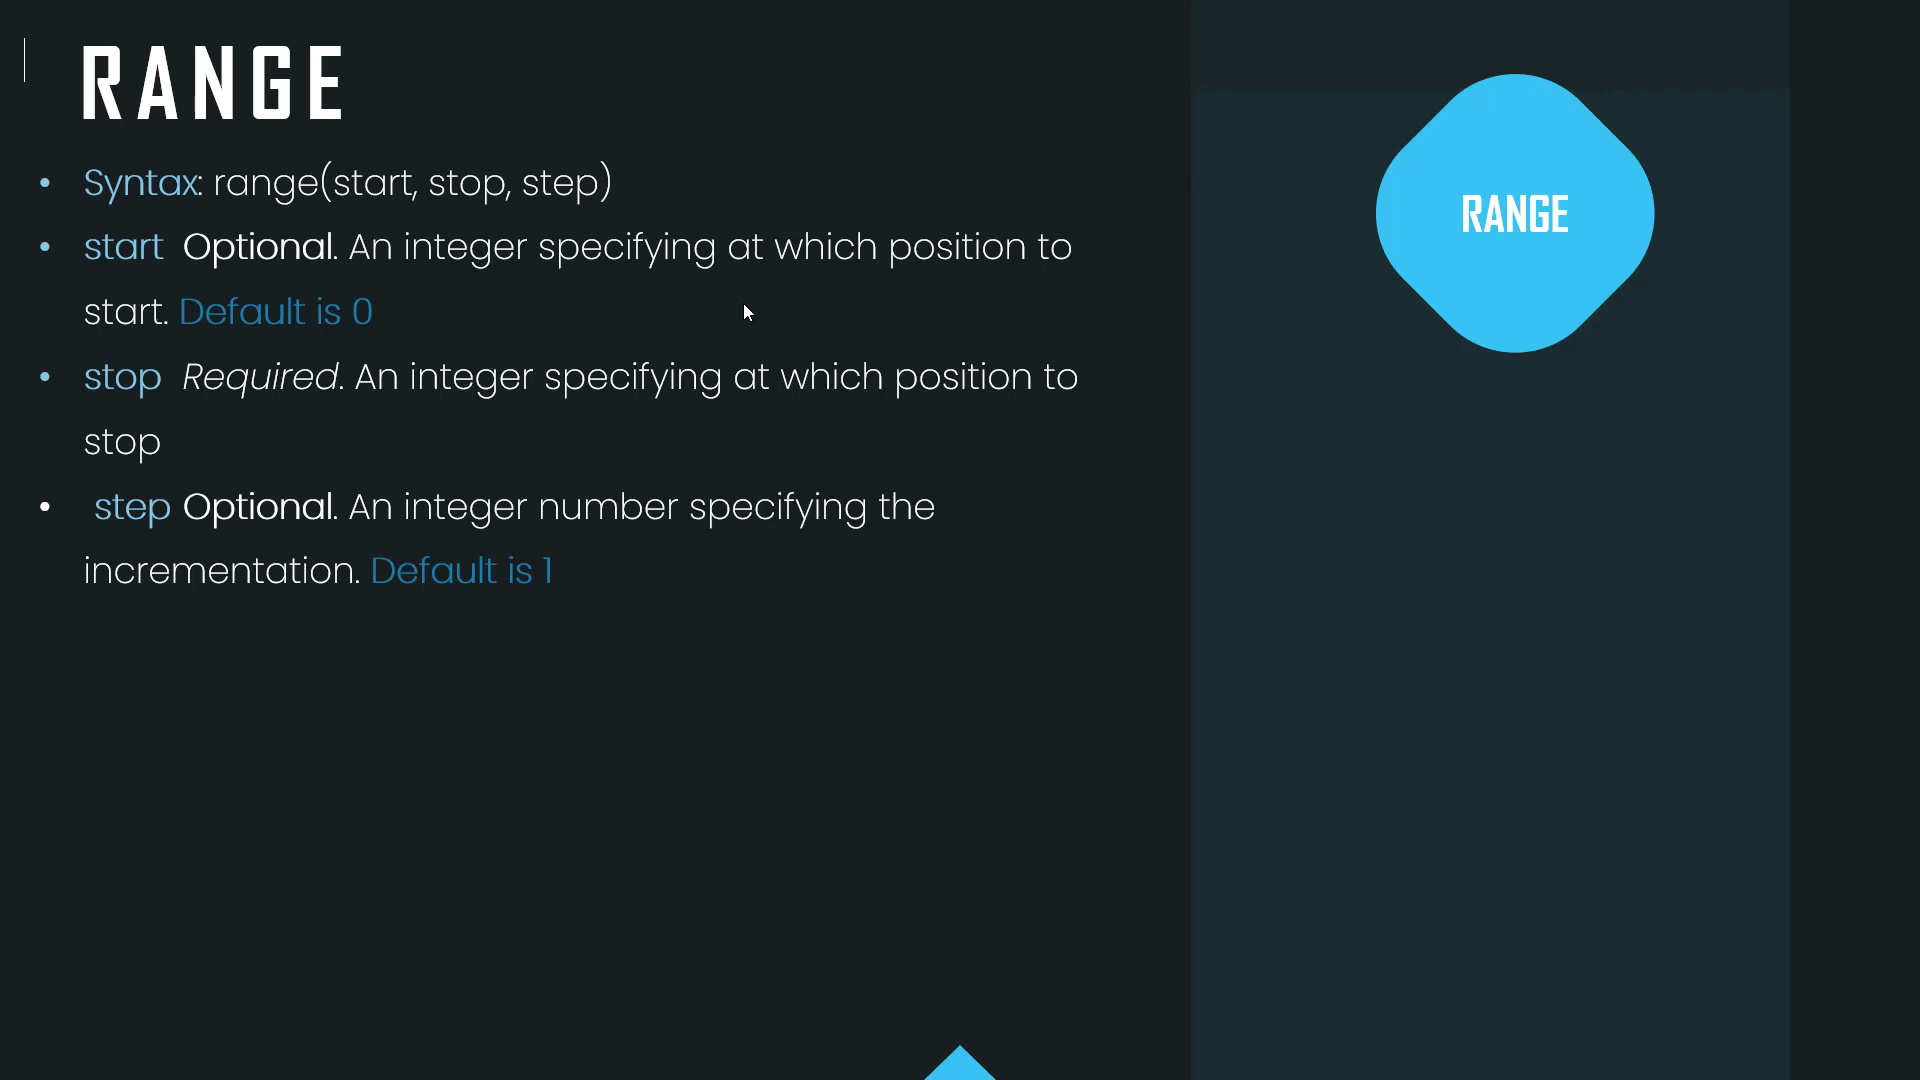 RANGE
• Syntax: range(start, stop, step)
• start Optional. An integer specifying at which position to
start. Default is 0
• stop Required. An integer specifying at which position to
stop
• step Optional. An integer number specifying the
incrementation. Default is 1
RANGE